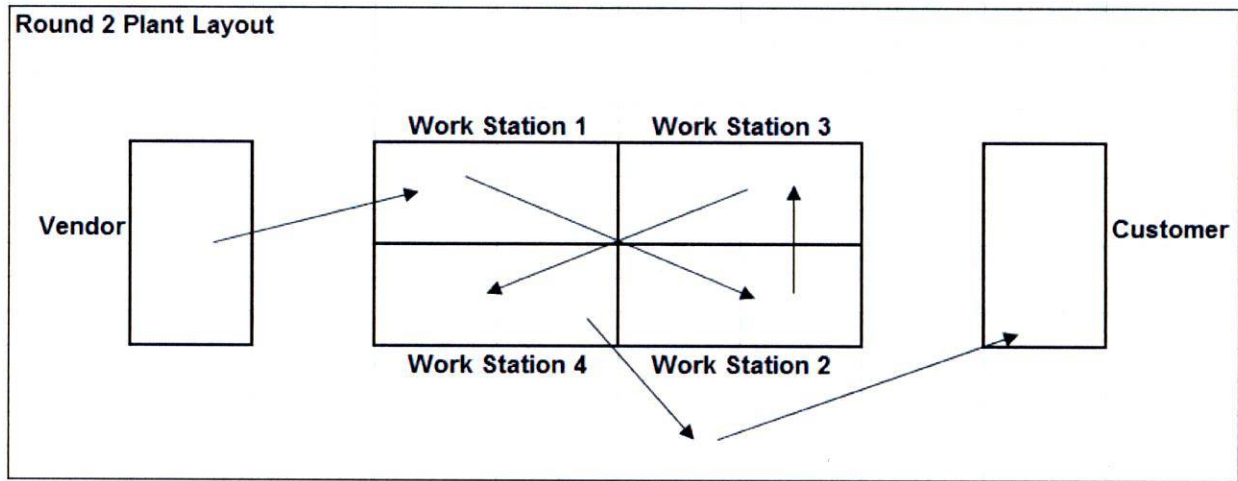 Round 2 Plant Layout
Work Station 1
Work Station 3
Vendor
Customer
Work Station 4
Work Station 2